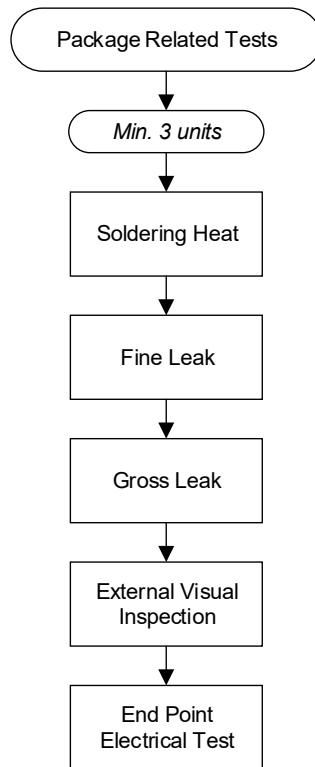 Package Related Tests
Min. 3 units
Soldering Heat
Fine Leak
Gross Leak
External Visual
Inspection
End Point
Electrical Test